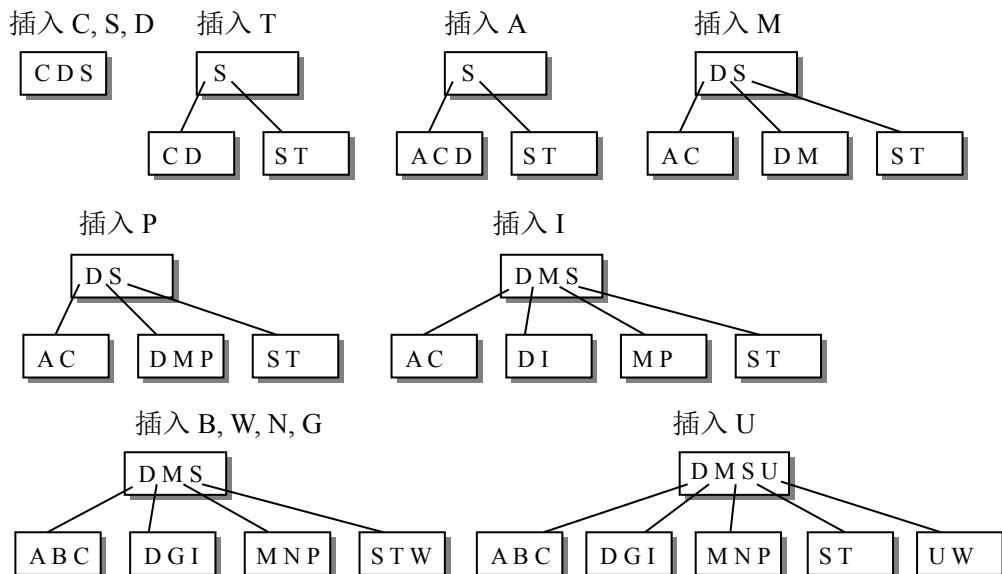 插入 C, S, D
C D S
插入 T
S
C D
S T
插入 A
S
A C D
S T
插入 M
D S
A C
D M
S T
插入 P
D S
A C
D M P
S T
插入 I
D M S
A C
D I
M P
S T
插入 B, W, N, G
D M S
A B C
D G I
M N P
S T W
插入 U
D M S U
A B C
D G I
M N P
S T
U W